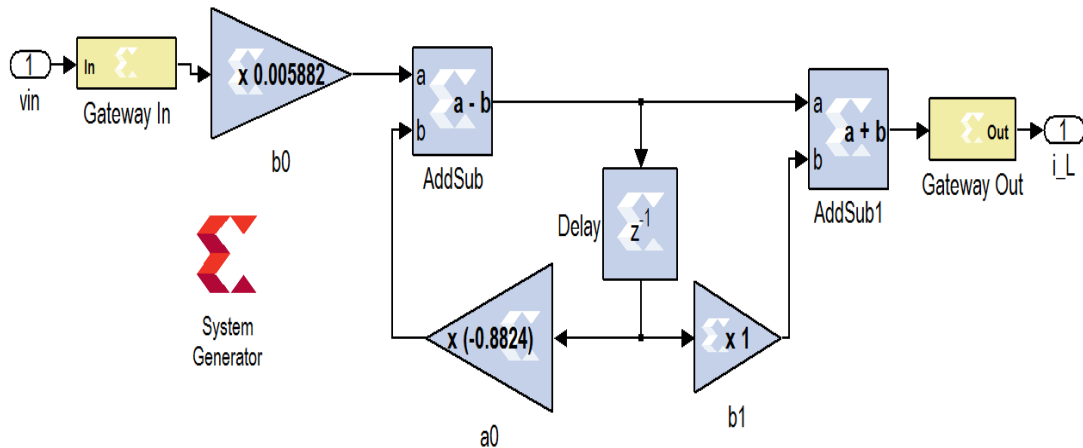 1
vin
In
Gateway In
x 0.005882
b0
a
b
a - b
AddSub
Delay
z-1
x (-0.8824)
a0
x 1
b1
a
b
a + b
AddSub1
Out
Gateway Out
1
i_L
System
Generator